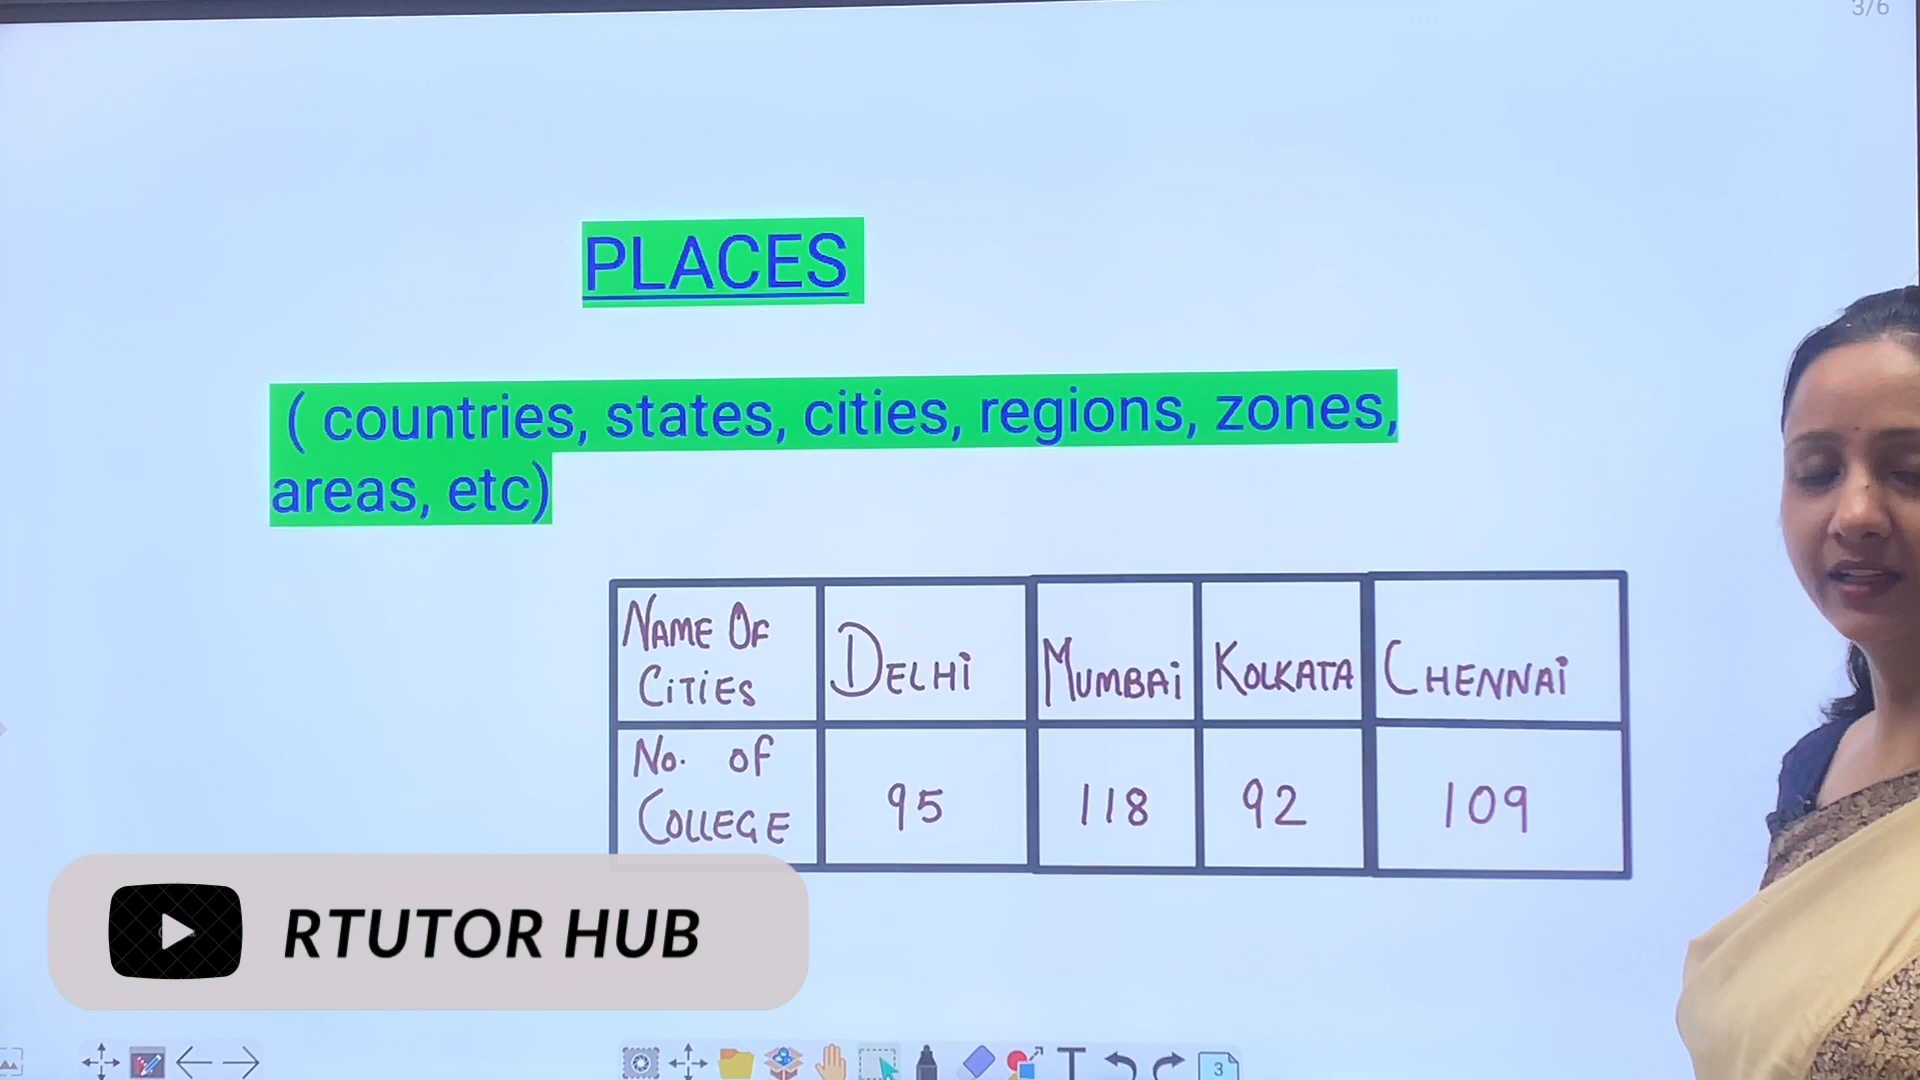 3/6
PLACES
( countries, states, cities, regions, zones,
areas, etc)
NAME OF
CiTiES
DELHi
MUMBAi
KOLKATA
CHENNAi
No. of
COLLEGE
95
118
92
109
RTUTOR HUB
T
3